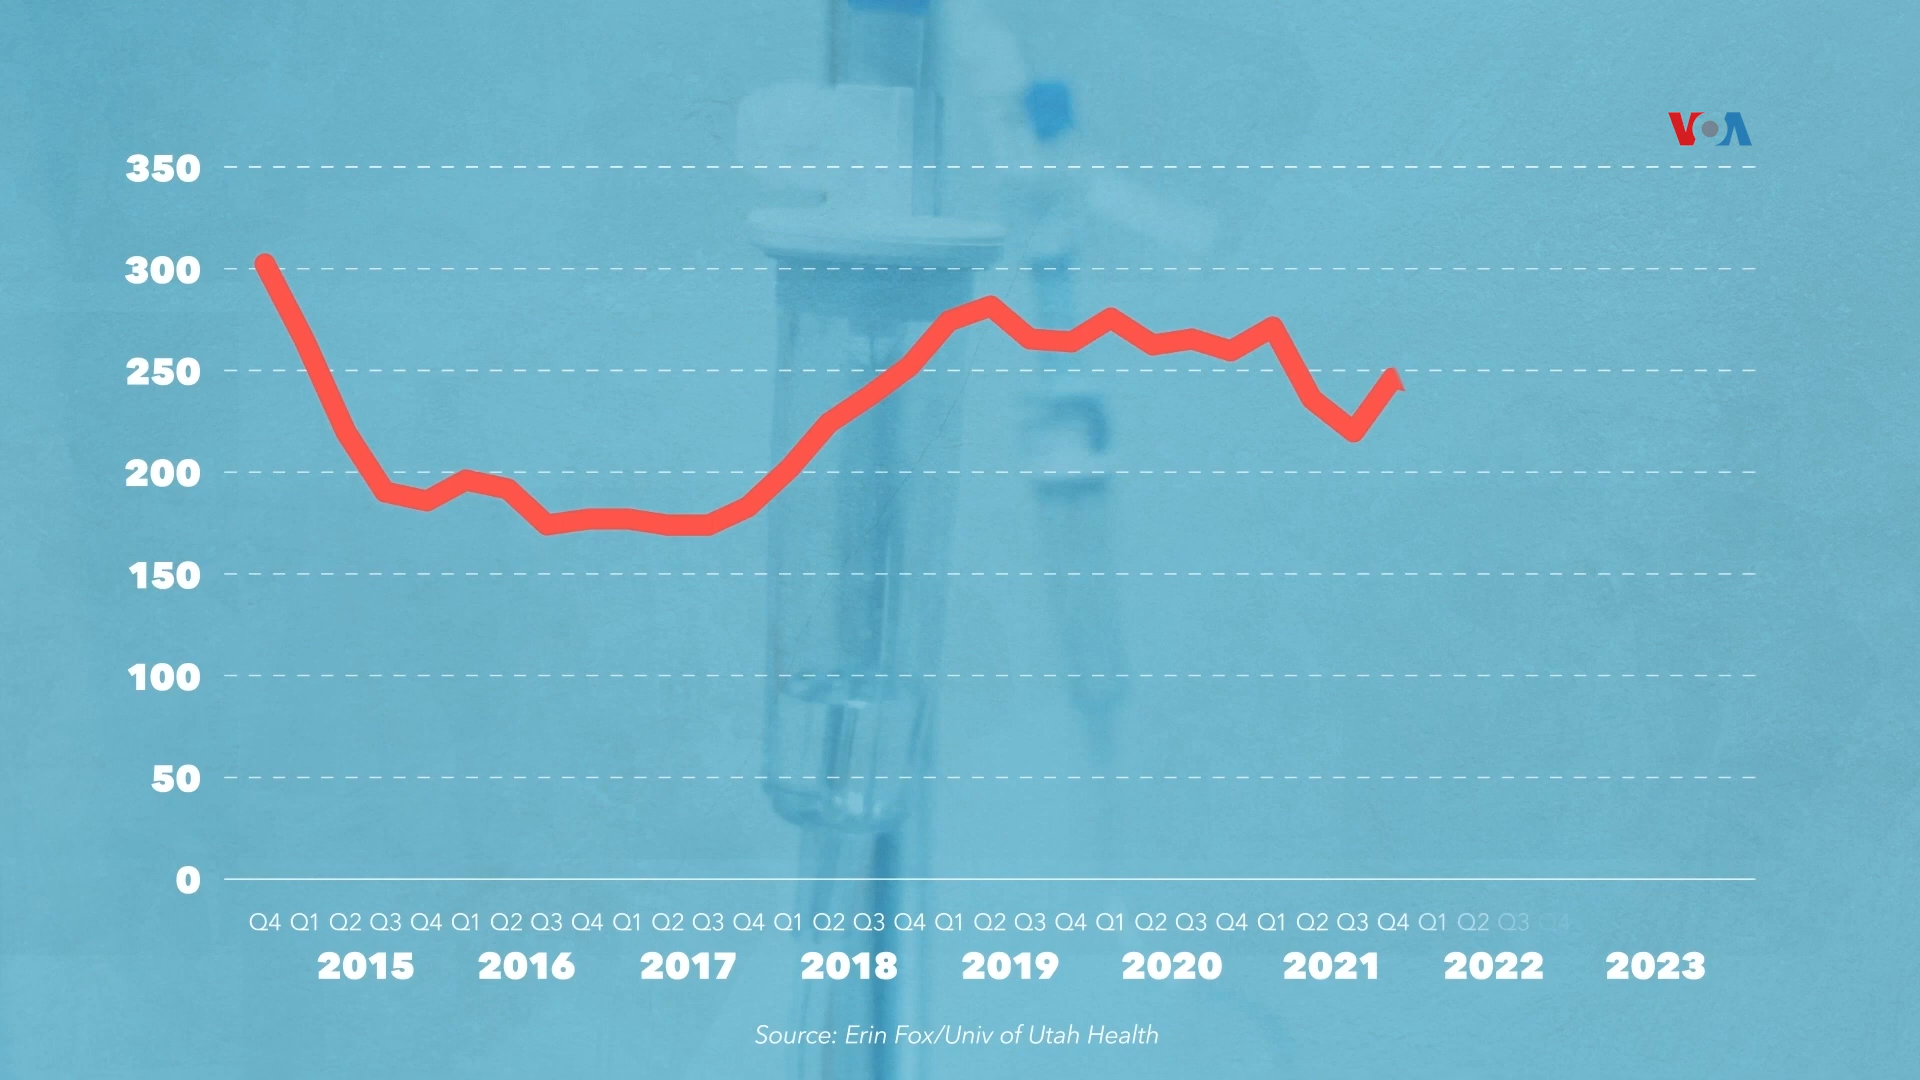 VOA
350
300
250
200
150
100
50
0
Q4 Q1 Q2 Q3 Q4 Q1 Q2 Q3 Q4 Q1 Q2 Q3 Q4 Q1 Q2 Q3 Q4 Q1 Q2 Q3 Q4 Q1 Q2 Q3 Q4 Q1 Q2 Q3 Q4 Q1 Q2 Q3 Q4
2015 2016 2017 2018 2019 2020 2021 2022 2023
Source: Erin Fox/Univ of Utah Health